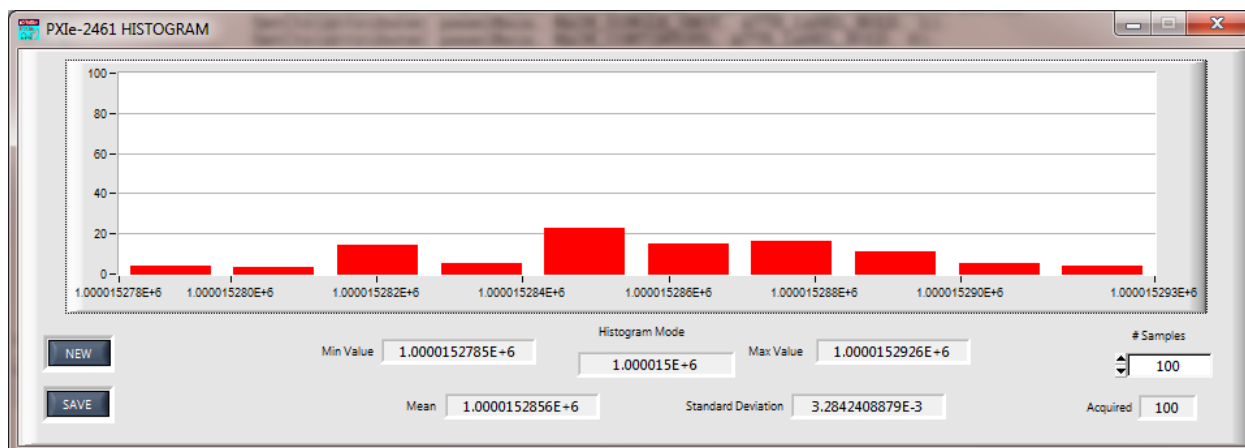 PXIe-2461 HISTOGRAM
100
80
60
40
20
0
1.000015278E+6 1.000015280E+6 1.000015282E+6 1.000015284E+6 1.000015286E+6 1.000015288E+6 1.000015290E+6 1.000015293E+6
NEW
Min Value 1.0000152785E+6
Histogram Mode
1.000015E+6
Max Value 1.0000152926E+6
# Samples
100
SAVE
Mean 1.0000152856E+6
Standard Deviation 3.2842408879E-3
Acquired 100